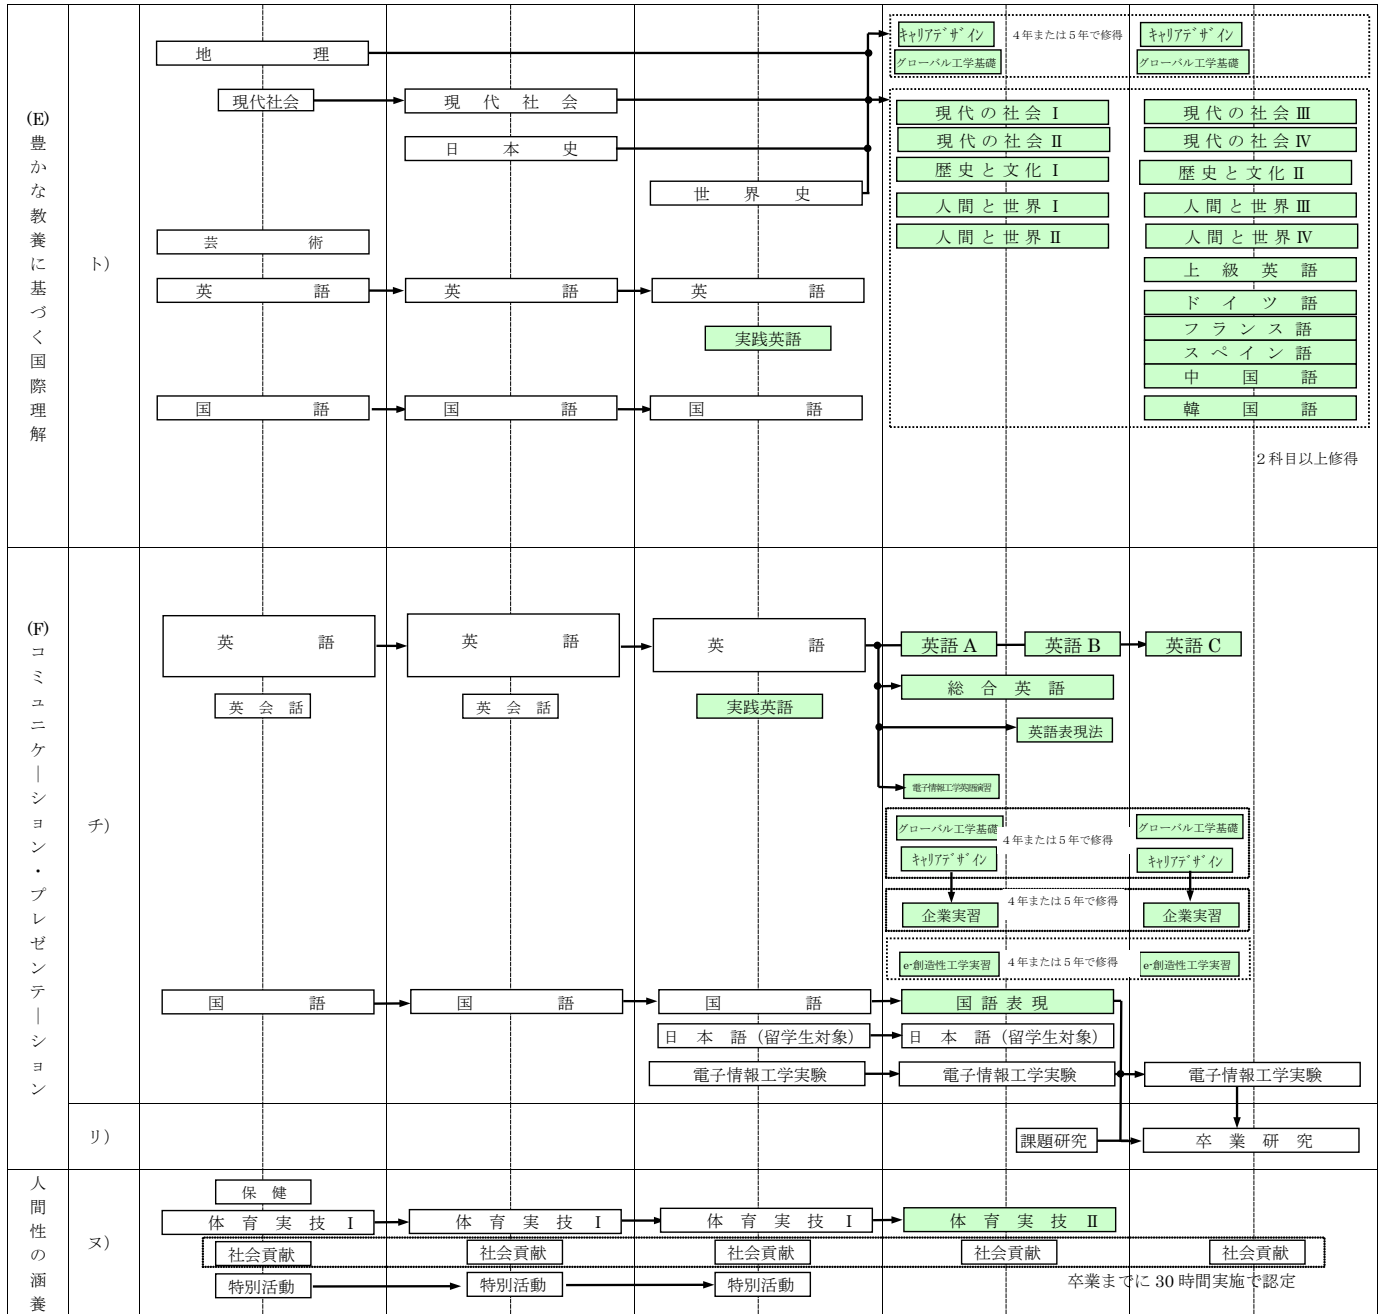 (E)豊かな教養に基づく国際理解
ト)
キャリアデザイン 4年または5年で修得 キャリアデザイン
地 理
グローバル工学基礎 グローバル工学基礎
現代社会 現 代 社 会
現代の社会 I 現代の社会 III
現代の社会 II 現代の社会 IV
日 本 史
歴史と文化 I 歴史と文化 II
世 界 史
人間と世界 I 人間と世界 III
芸 術 人間と世界 II 人間と世界 IV
上 級 英 語
英 語 英 語 英 語
ド イ ツ 語
フ ラ ン ス 語
実践英語
ス ペ イ ン 語
中 国 語
国 語 国 語 国 語 韓 国 語
2科目以上修得
(F)コミュニケ―ション・プレゼンテ―ション
チ)
英 語 英 語 英 語 英語 A 英語 B 英語 C
総 合 英 語
英 会 話 英 会 話 実践英語
英語表現法
電子情報工学英語演習
グローバル工学基礎 4年または5年で修得 グローバル工学基礎
キャリアデザイン キャリアデザイン
4年または5年で修得
企業実習 企業実習
e-創造性工学実習 4年または5年で修得 e-創造性工学実習
国 語 国 語 国 語 国 語 表 現
日 本 語(留学生対象) 日 本 語(留学生対象)
電子情報工学実験 電子情報工学実験 電子情報工学実験
リ)
課題研究 卒 業 研 究
人間性の涵養
ヌ)
保 健
体 育 実 技 I 体 育 実 技 I 体 育 実 技 I 体 育 実 技 II
社会貢献 社会貢献 社会貢献 社会貢献 社会貢献
特別活動 特別活動 特別活動 卒業までに 30 時間実施で認定